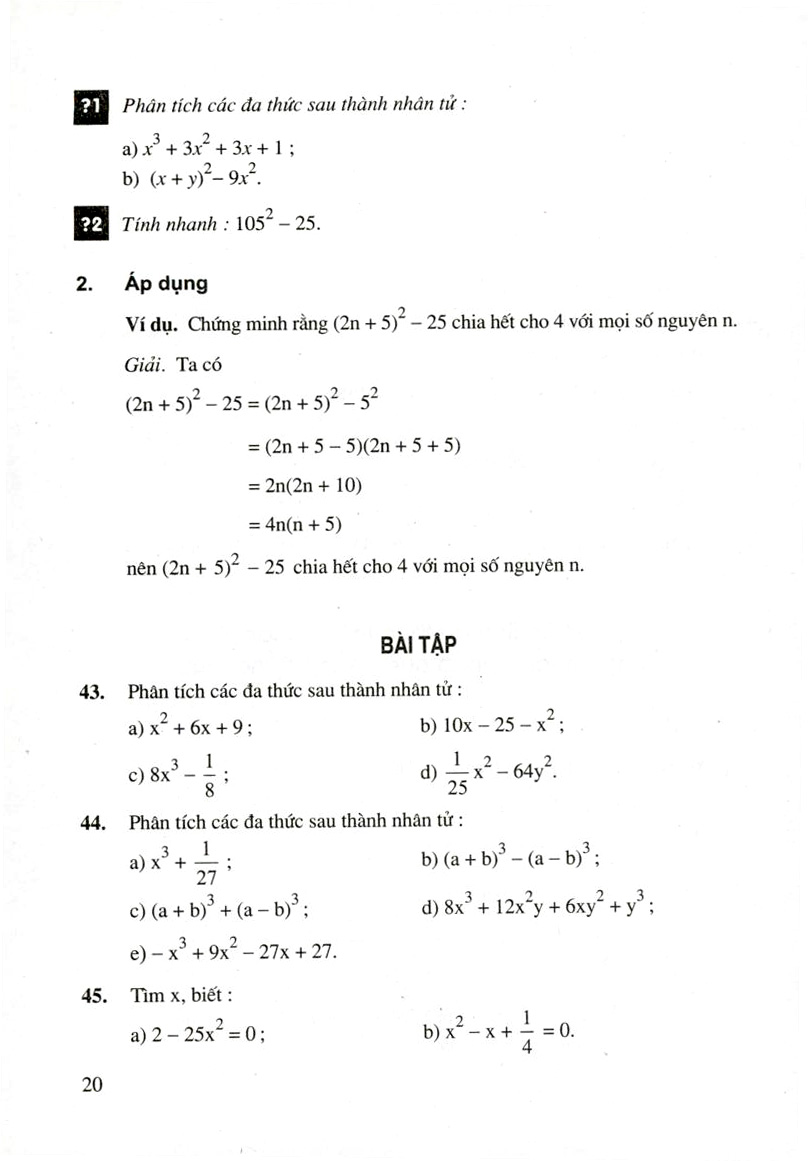 ?1 Phân tích các đa thức sau thành nhân tử :
a) x³ + 3x² + 3x + 1 ;
b) (x + y)² – 9x².
?2 Tính nhanh : 105² – 25.
2. Áp dụng
Ví dụ. Chứng minh rằng (2n + 5)² – 25 chia hết cho 4 với mọi số nguyên n.
Giải. Ta có
(2n + 5)² – 25 = (2n + 5)² – 5²
= (2n + 5 – 5)(2n + 5 + 5)
= 2n(2n + 10)
= 4n(n + 5)
nên (2n + 5)² – 25 chia hết cho 4 với mọi số nguyên n.
BÀI TẬP
43. Phân tích các đa thức sau thành nhân tử :
a) x² + 6x + 9 ; b) 10x – 25 – x² ;
c) 8x³ – 1/8 ; d) 1/25 x² – 64y².
44. Phân tích các đa thức sau thành nhân tử :
a) x³ + 1/27 ; b) (a + b)³ – (a – b)³ ;
c) (a + b)³ + (a – b)³ ; d) 8x³ + 12x²y + 6xy² + y³ ;
e) – x³ + 9x² – 27x + 27.
45. Tìm x, biết :
a) 2 – 25x² = 0 ; b) x² – x + 1/4 = 0.
20